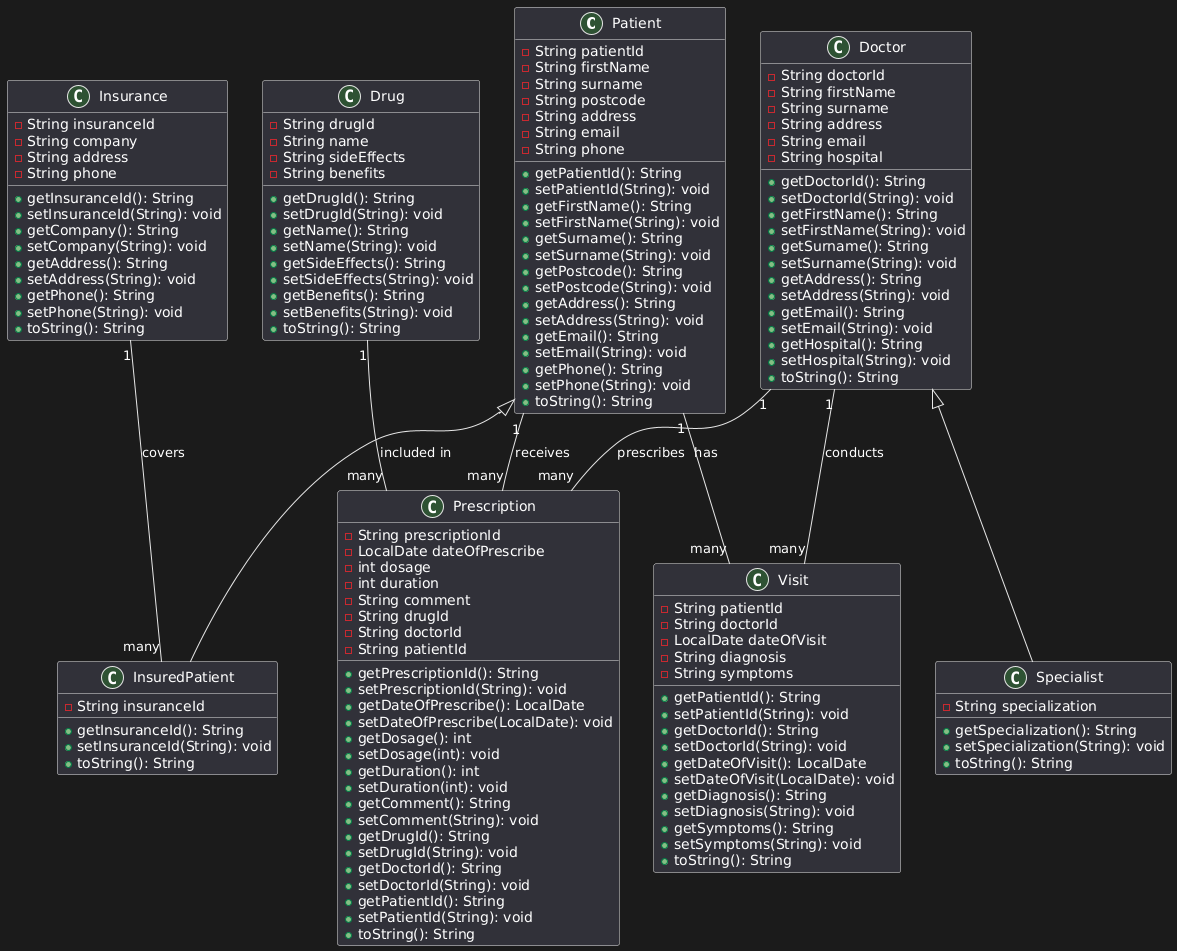 C Insurance
String insuranceId
String company
String address
String phone
getInsuranceId(): String
setInsuranceId(String): void
getCompany(): String
setCompany(String): void
getAddress(): String
setAddress(String): void
getPhone(): String
setPhone(String): void
toString(): String
C Drug
String drugId
String name
String sideEffects
String benefits
getDrugId(): String
setDrugId(String): void
getName(): String
setName(String): void
getSideEffects(): String
setSideEffects(String): void
getBenefits(): String
setBenefits(String): void
toString(): String
C Patient
String patientId
String firstName
String surname
String postcode
String address
String email
String phone
getPatientId(): String
setPatientId(String): void
getFirstName(): String
setFirstName(String): void
getSurname(): String
setSurname(String): void
getPostcode(): String
setPostcode(String): void
getAddress(): String
setAddress(String): void
getEmail(): String
setEmail(String): void
getPhone(): String
setPhone(String): void
toString(): String
C Doctor
String doctorId
String firstName
String surname
String address
String email
String hospital
getDoctorId(): String
setDoctorId(String): void
getFirstName(): String
setFirstName(String): void
getSurname(): String
setSurname(String): void
getAddress(): String
setAddress(String): void
getEmail(): String
setEmail(String): void
getHospital(): String
setHospital(String): void
toString(): String
1
1
1
1
1
1
covers
included in
receives
prescribes
has
conducts
many
many
many
many
many
many
C InsuredPatient
String insuranceId
getInsuranceId(): String
setInsuranceId(String): void
toString(): String
C Prescription
String prescriptionId
LocalDate dateOfPrescribe
int dosage
int duration
String comment
String drugId
String doctorId
String patientId
getPrescriptionId(): String
setPrescriptionId(String): void
getDateOfPrescribe(): LocalDate
setDateOfPrescribe(LocalDate): void
getDosage(): int
setDosage(int): void
getDuration(): int
setDuration(int): void
getComment(): String
setComment(String): void
getDrugId(): String
setDrugId(String): void
getDoctorId(): String
setDoctorId(String): void
getPatientId(): String
setPatientId(String): void
toString(): String
C Visit
String patientId
String doctorId
LocalDate dateOfVisit
String diagnosis
String symptoms
getPatientId(): String
setPatientId(String): void
getDoctorId(): String
setDoctorId(String): void
getDateOfVisit(): LocalDate
setDateOfVisit(LocalDate): void
getDiagnosis(): String
setDiagnosis(String): void
getSymptoms(): String
setSymptoms(String): void
toString(): String
C Specialist
String specialization
getSpecialization(): String
setSpecialization(String): void
toString(): String